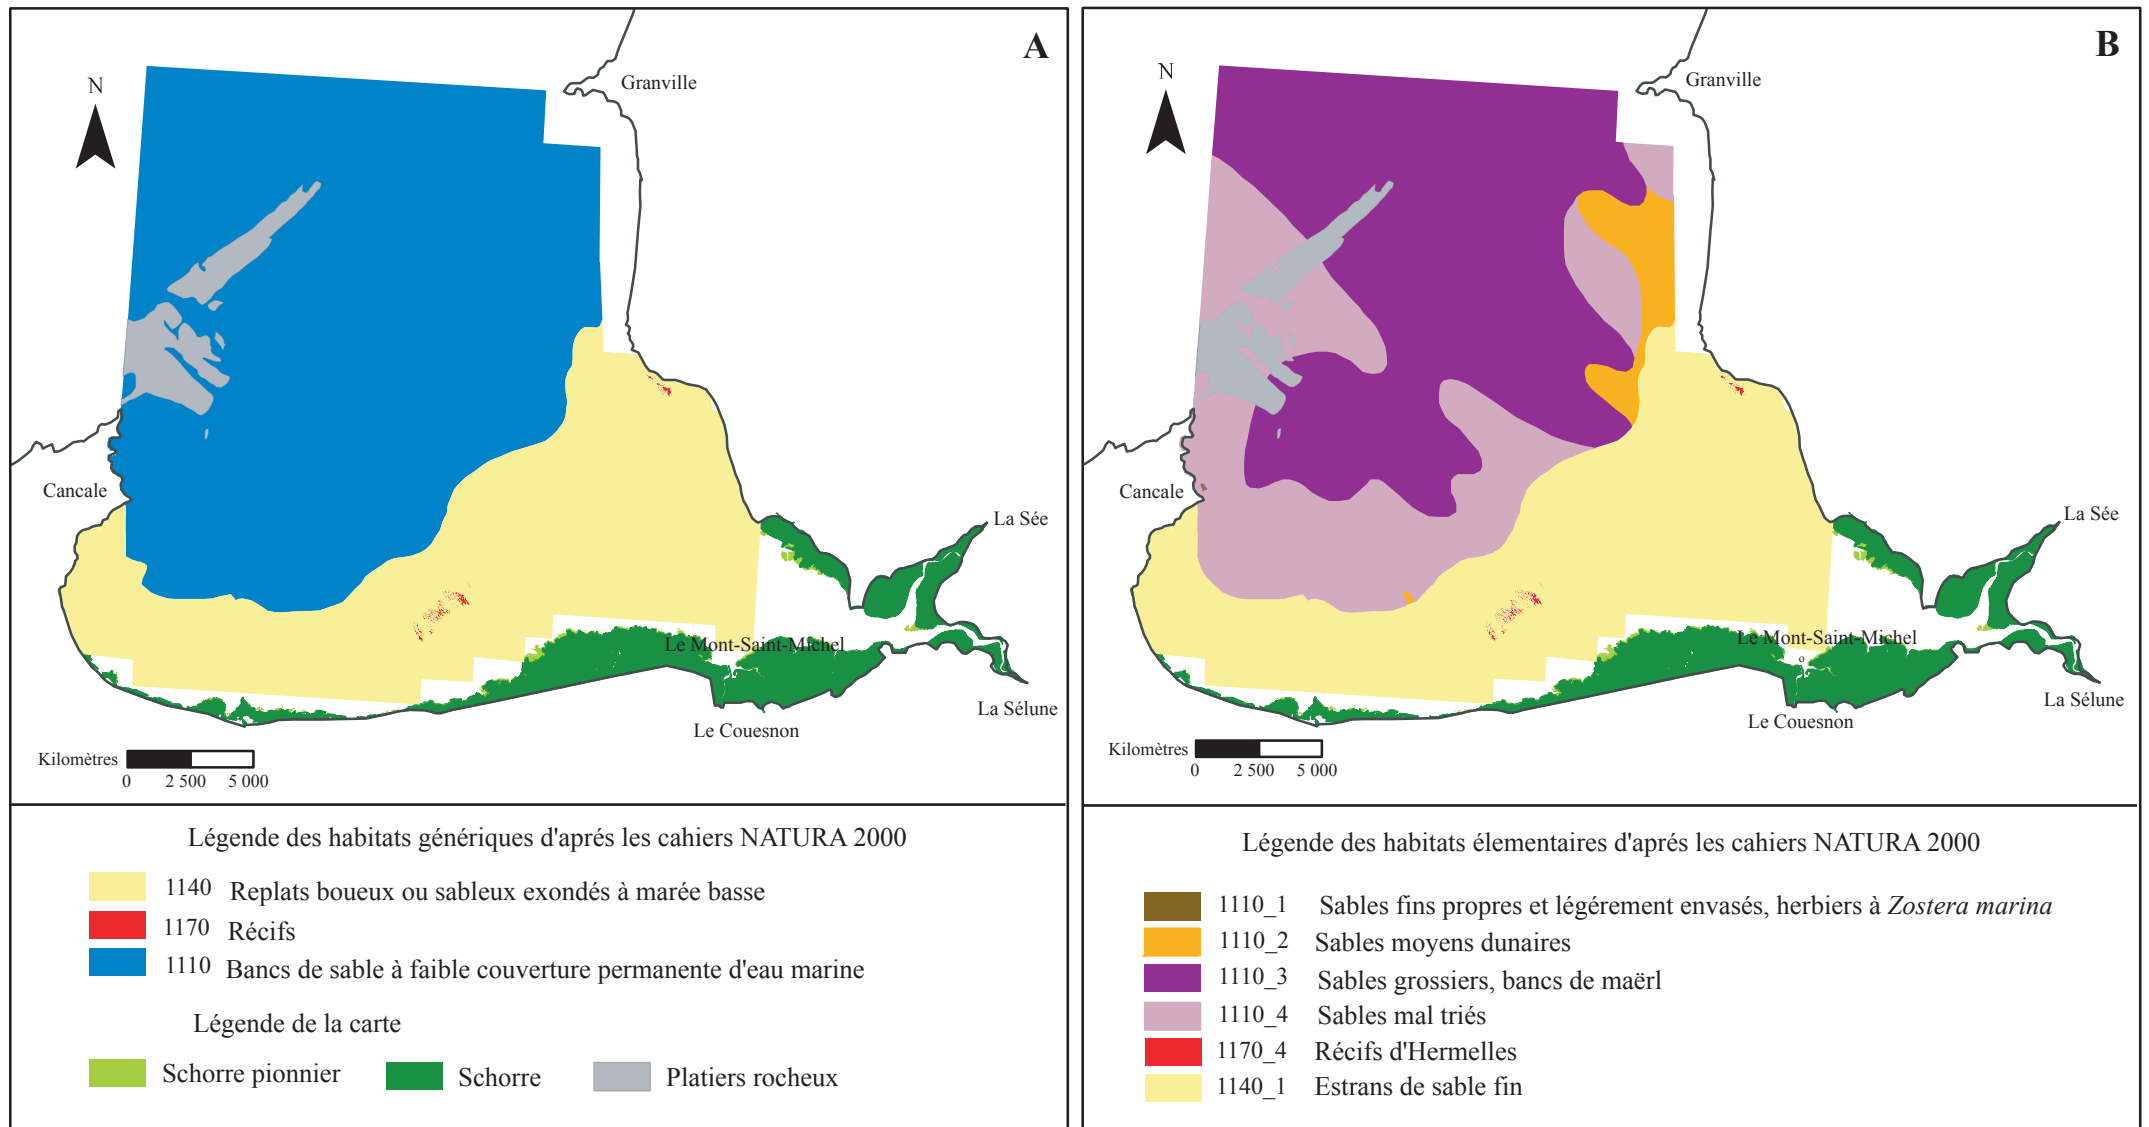 A
N
Granville
Cancale
La Sée
Le Mont-Saint-Michel
La Sélune
Le Couesnon
Kilomètres
0 2 500 5 000
Légende des habitats génériques d'aprés les cahiers NATURA 2000
1140 Replats boueux ou sableux exondés à marée basse
1170 Récifs
1110 Bancs de sable à faible couverture permanente d'eau marine
Légende de la carte
Schorre pionnier Schorre Platiers rocheux
B
N
Granville
Cancale
La Sée
Le Mont-Saint-Michel
La Sélune
Le Couesnon
Kilomètres
0 2 500 5 000
Légende des habitats élementaires d'aprés les cahiers NATURA 2000
1110_1 Sables fins propres et légérement envasés, herbiers à Zostera marina
1110_2 Sables moyens dunaires
1110_3 Sables grossiers, bancs de maërl
1110_4 Sables mal triés
1170_4 Récifs d'Hermelles
1140_1 Estrans de sable fin